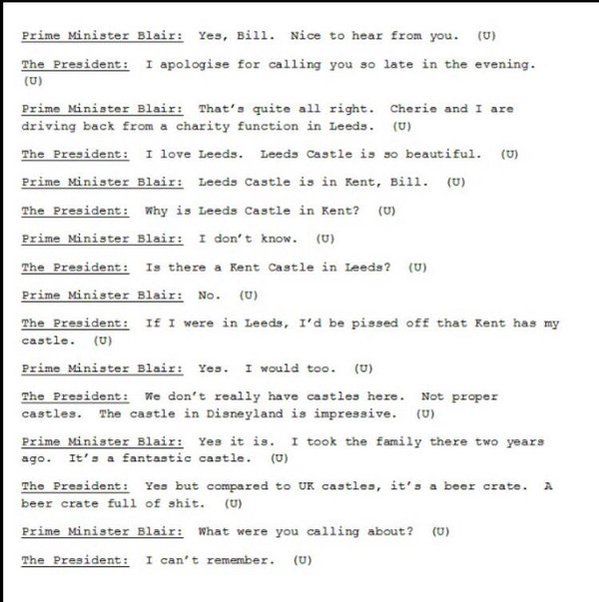 Prime Minister Blair: Yes, Bill. Nice to hear from you. (U)
The President: I apologise for calling you so late in the evening.
(U)
Prime Minister Blair: That's quite all right. Cherie and I are
driving back from a charity function in Leeds. (U)
The President: I love Leeds. Leeds Castle is so beautiful. (U)
Prime Minister Blair: Leeds Castle is in Kent, Bill. (U)
The President: Why is Leeds Castle in Kent? (U)
Prime Minister Blair: I don't know. (U)
The President: Is there a Kent Castle in Leeds? (U)
Prime Minister Blair: No. (U)
The President: If I were in Leeds, I'd be pissed off that Kent has my
castle. (U)
Prime Minister Blair: Yes. I would too. (U)
The President: We don't really have castles here. Not proper
castles. The castle in Disneyland is impressive. (U)
Prime Minister Blair: Yes it is. I took the family there two years
ago. It's a fantastic castle. (U)
The President: Yes but compared to UK castles, it's a beer crate. A
beer crate full of shit. (U)
Prime Minister Blair: What were you calling about? (U)
The President: I can't remember. (U)